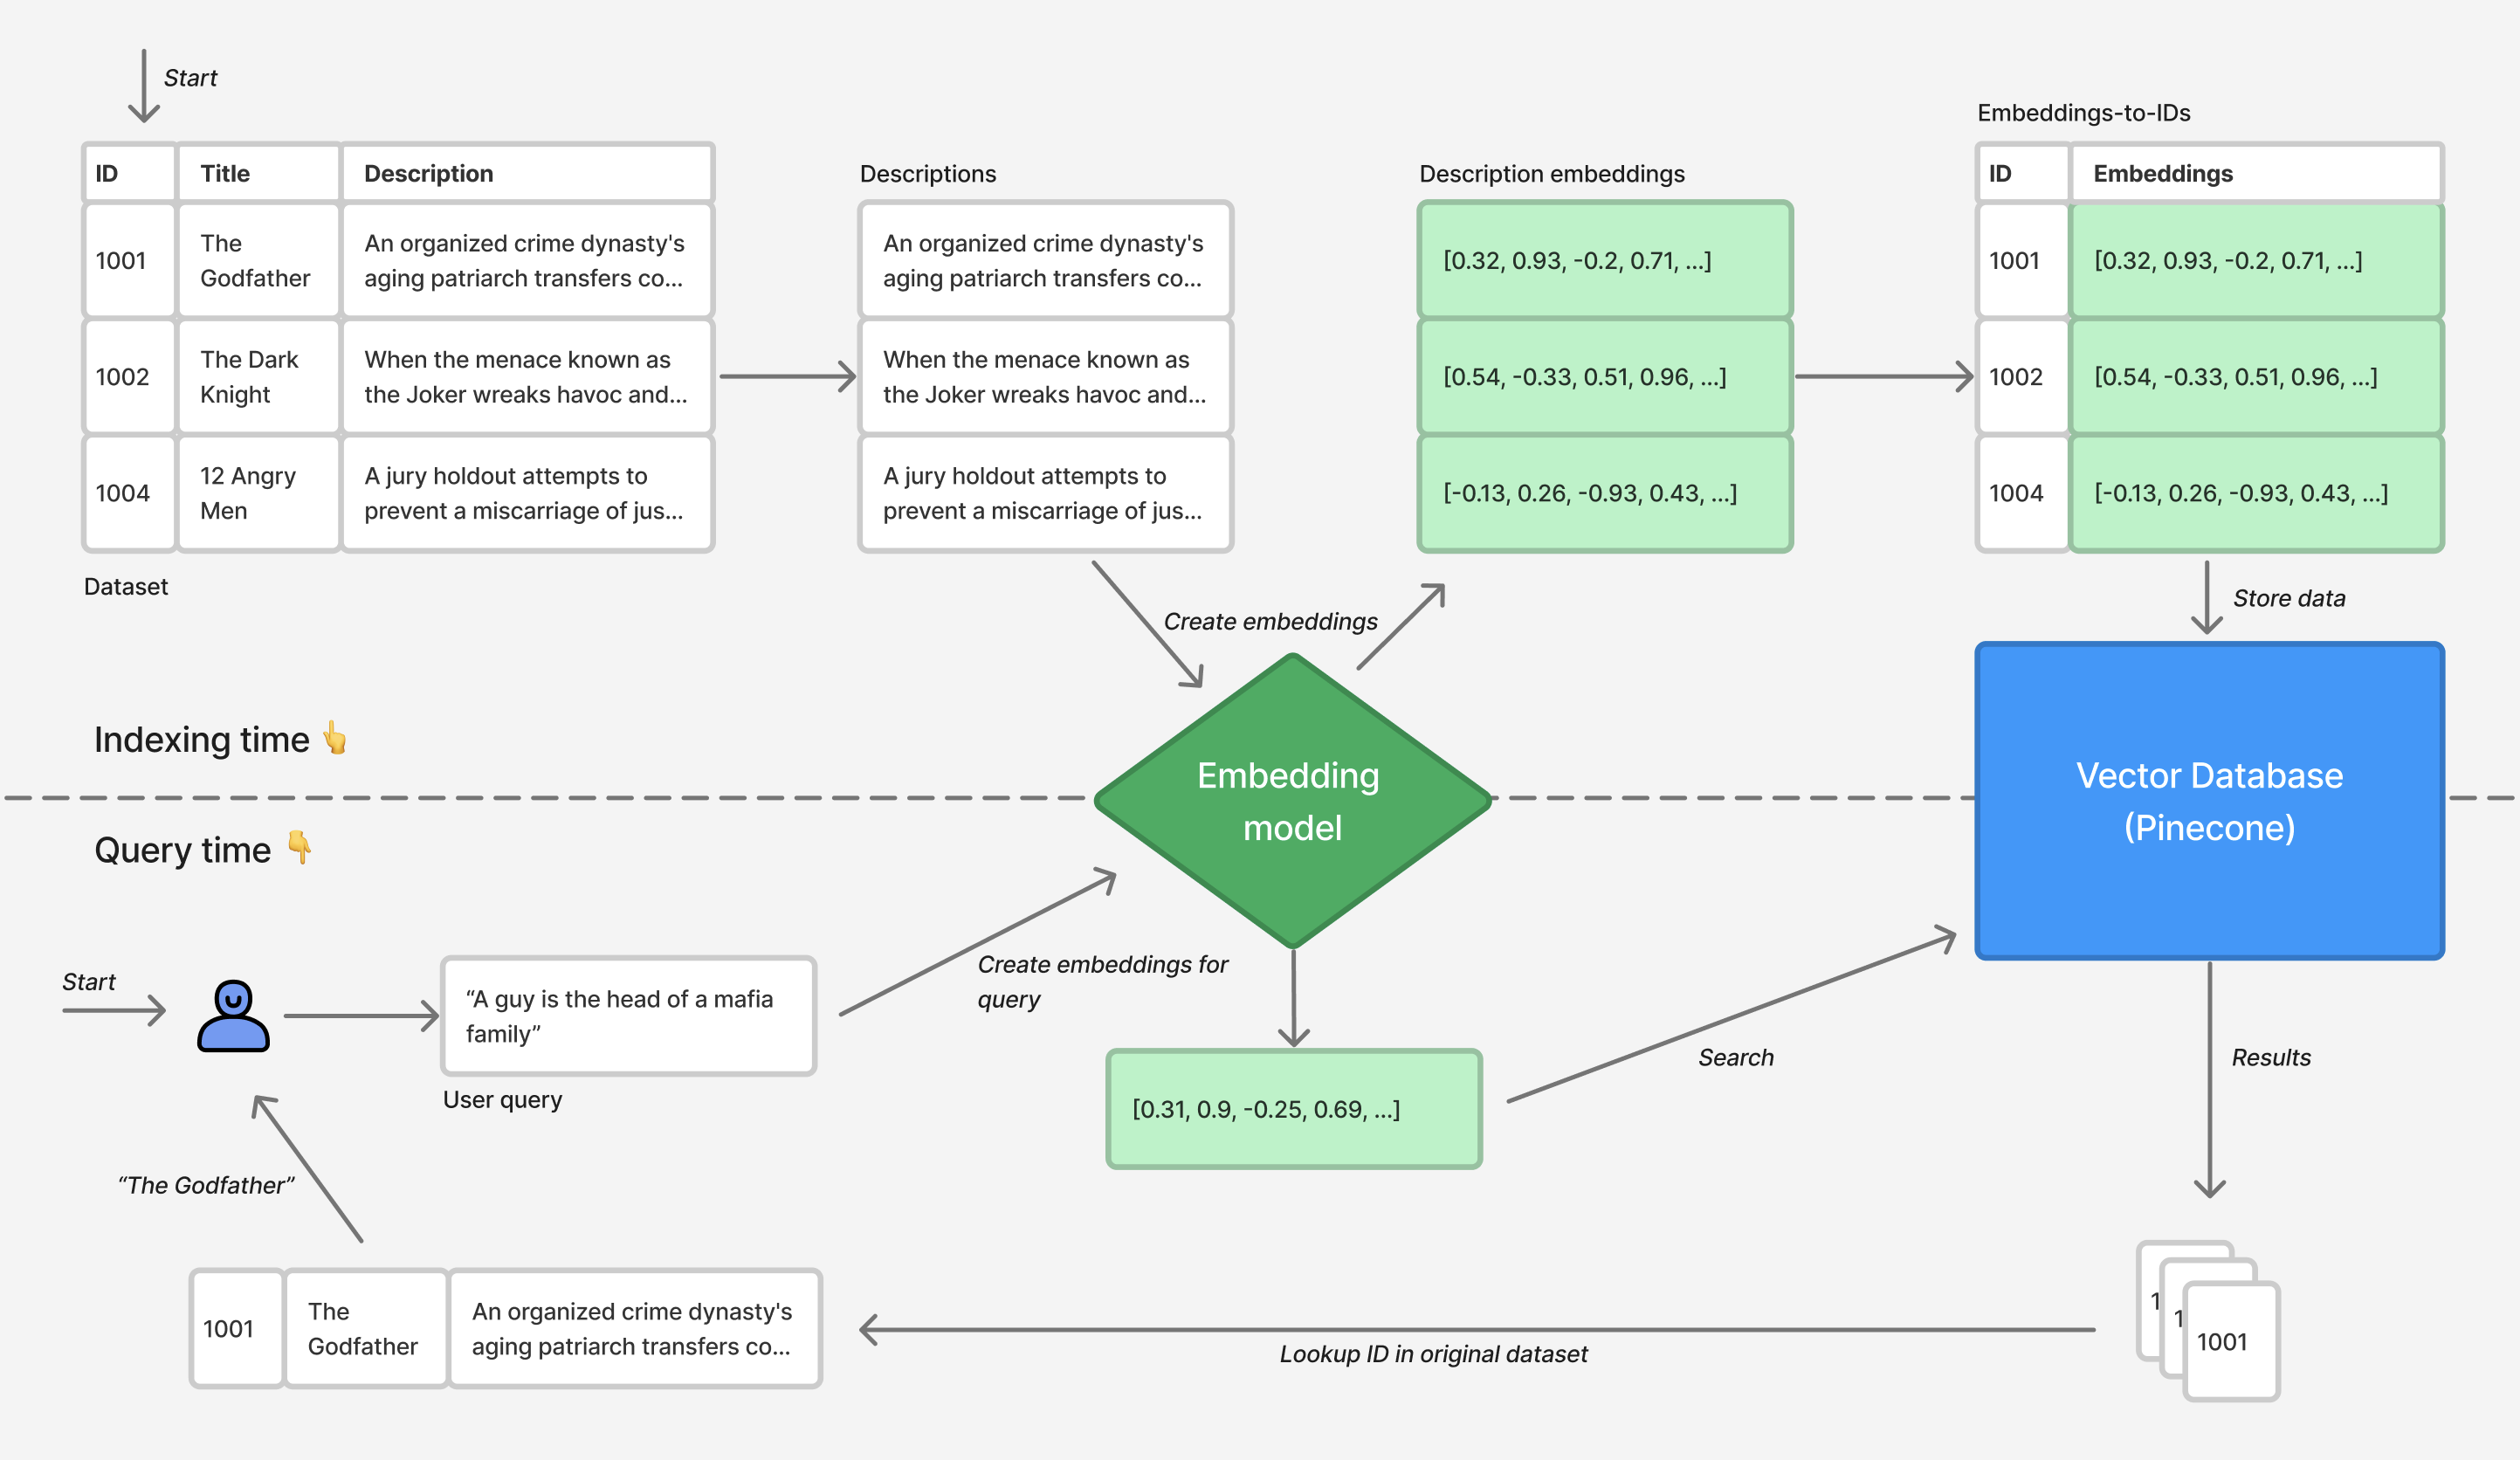 Start
ID
Title
Description
1001
The
Godfather
An organized crime dynasty's
aging patriarch transfers co...
1002
The Dark
Knight
When the menace known as
the Joker wreaks havoc and...
1004
12 Angry
Men
A jury holdout attempts to
prevent a miscarriage of jus...
Dataset
Descriptions
An organized crime dynasty's
aging patriarch transfers co...
When the menace known as
the Joker wreaks havoc and...
A jury holdout attempts to
prevent a miscarriage of jus...
Create embeddings
Description embeddings
[0.32, 0.93, -0.2, 0.71, ...]
[0.54, -0.33, 0.51, 0.96, ...]
[-0.13, 0.26, -0.93, 0.43, ...]
Embeddings-to-IDs
ID
Embeddings
1001
[0.32, 0.93, -0.2, 0.71, ...]
1002
[0.54, -0.33, 0.51, 0.96, ...]
1004
[-0.13, 0.26, -0.93, 0.43, ...]
Store data
Indexing time 👆
Embedding
model
Vector Database
(Pinecone)
Query time 👇
Start
“A guy is the head of a mafia
family”
User query
Create embeddings for
query
[0.31, 0.9, -0.25, 0.69, ...]
Search
Results
1
1
1001
Lookup ID in original dataset
1001
The
Godfather
An organized crime dynasty's
aging patriarch transfers co...
“The Godfather”